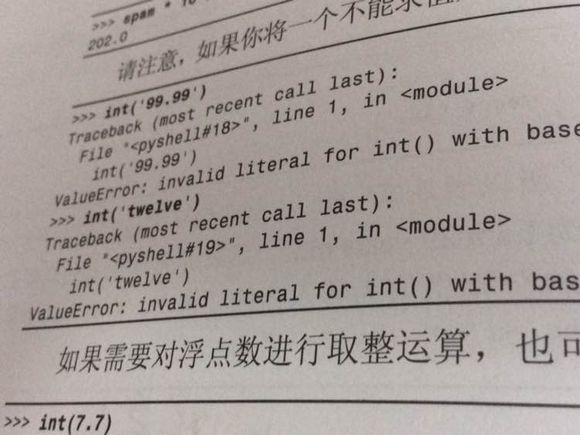 >>> spam * 10
202.0
请注意，如果你将一个不能求值
>>> int('99.99')
Traceback (most recent call last):
File "<pyshell#18>", line 1, in <module>
int('99.99')
ValueError: invalid literal for int() with base
>>> int('twelve')
Traceback (most recent call last):
File "<pyshell#19>", line 1, in <module>
int('twelve')
ValueError: invalid literal for int() with bas
如果需要对浮点数进行取整运算，也可
>>> int(7.7)